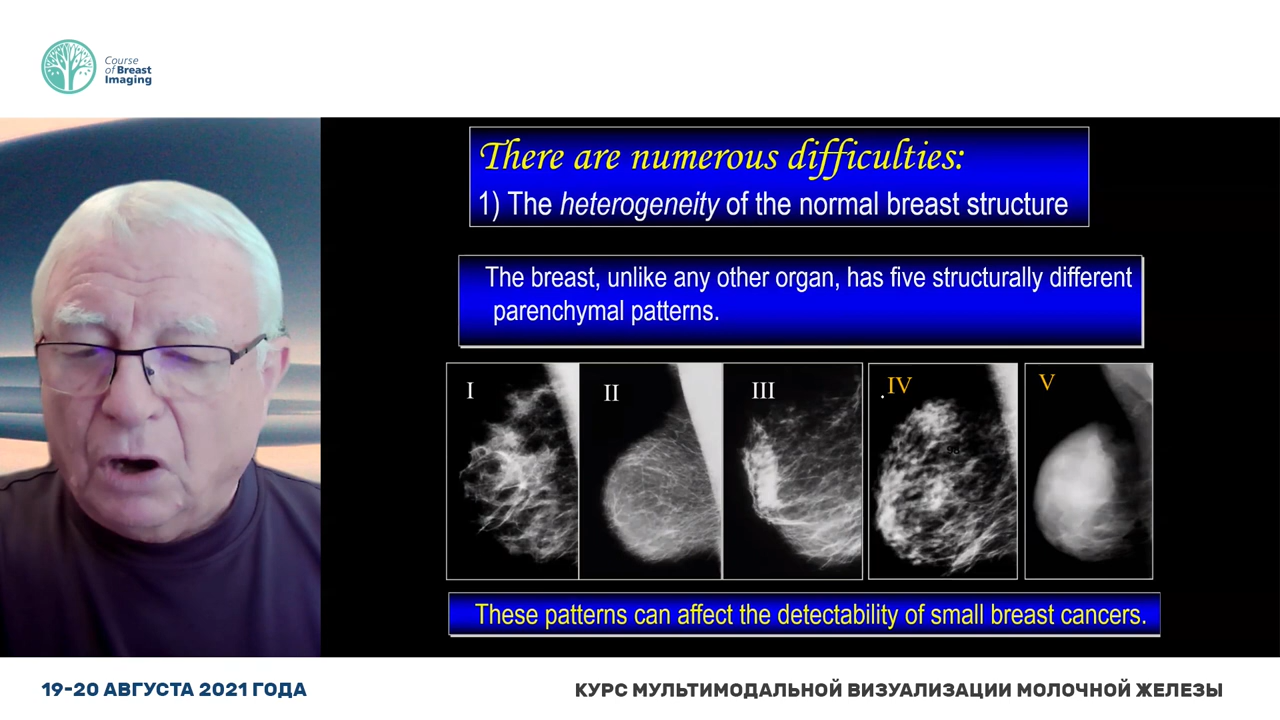 Course
of Breast
Imaging
There are numerous difficulties:
1) The heterogeneity of the normal breast structure
The breast, unlike any other organ, has five structurally different
parenchymal patterns.
I
II
III
IV
V
These patterns can affect the detectability of small breast cancers.
19-20 АВГУСТА 2021 ГОДА
КУРС МУЛЬТИМОДАЛЬНОЙ ВИЗУАЛИЗАЦИИ МОЛОЧНОЙ ЖЕЛЕЗЫ